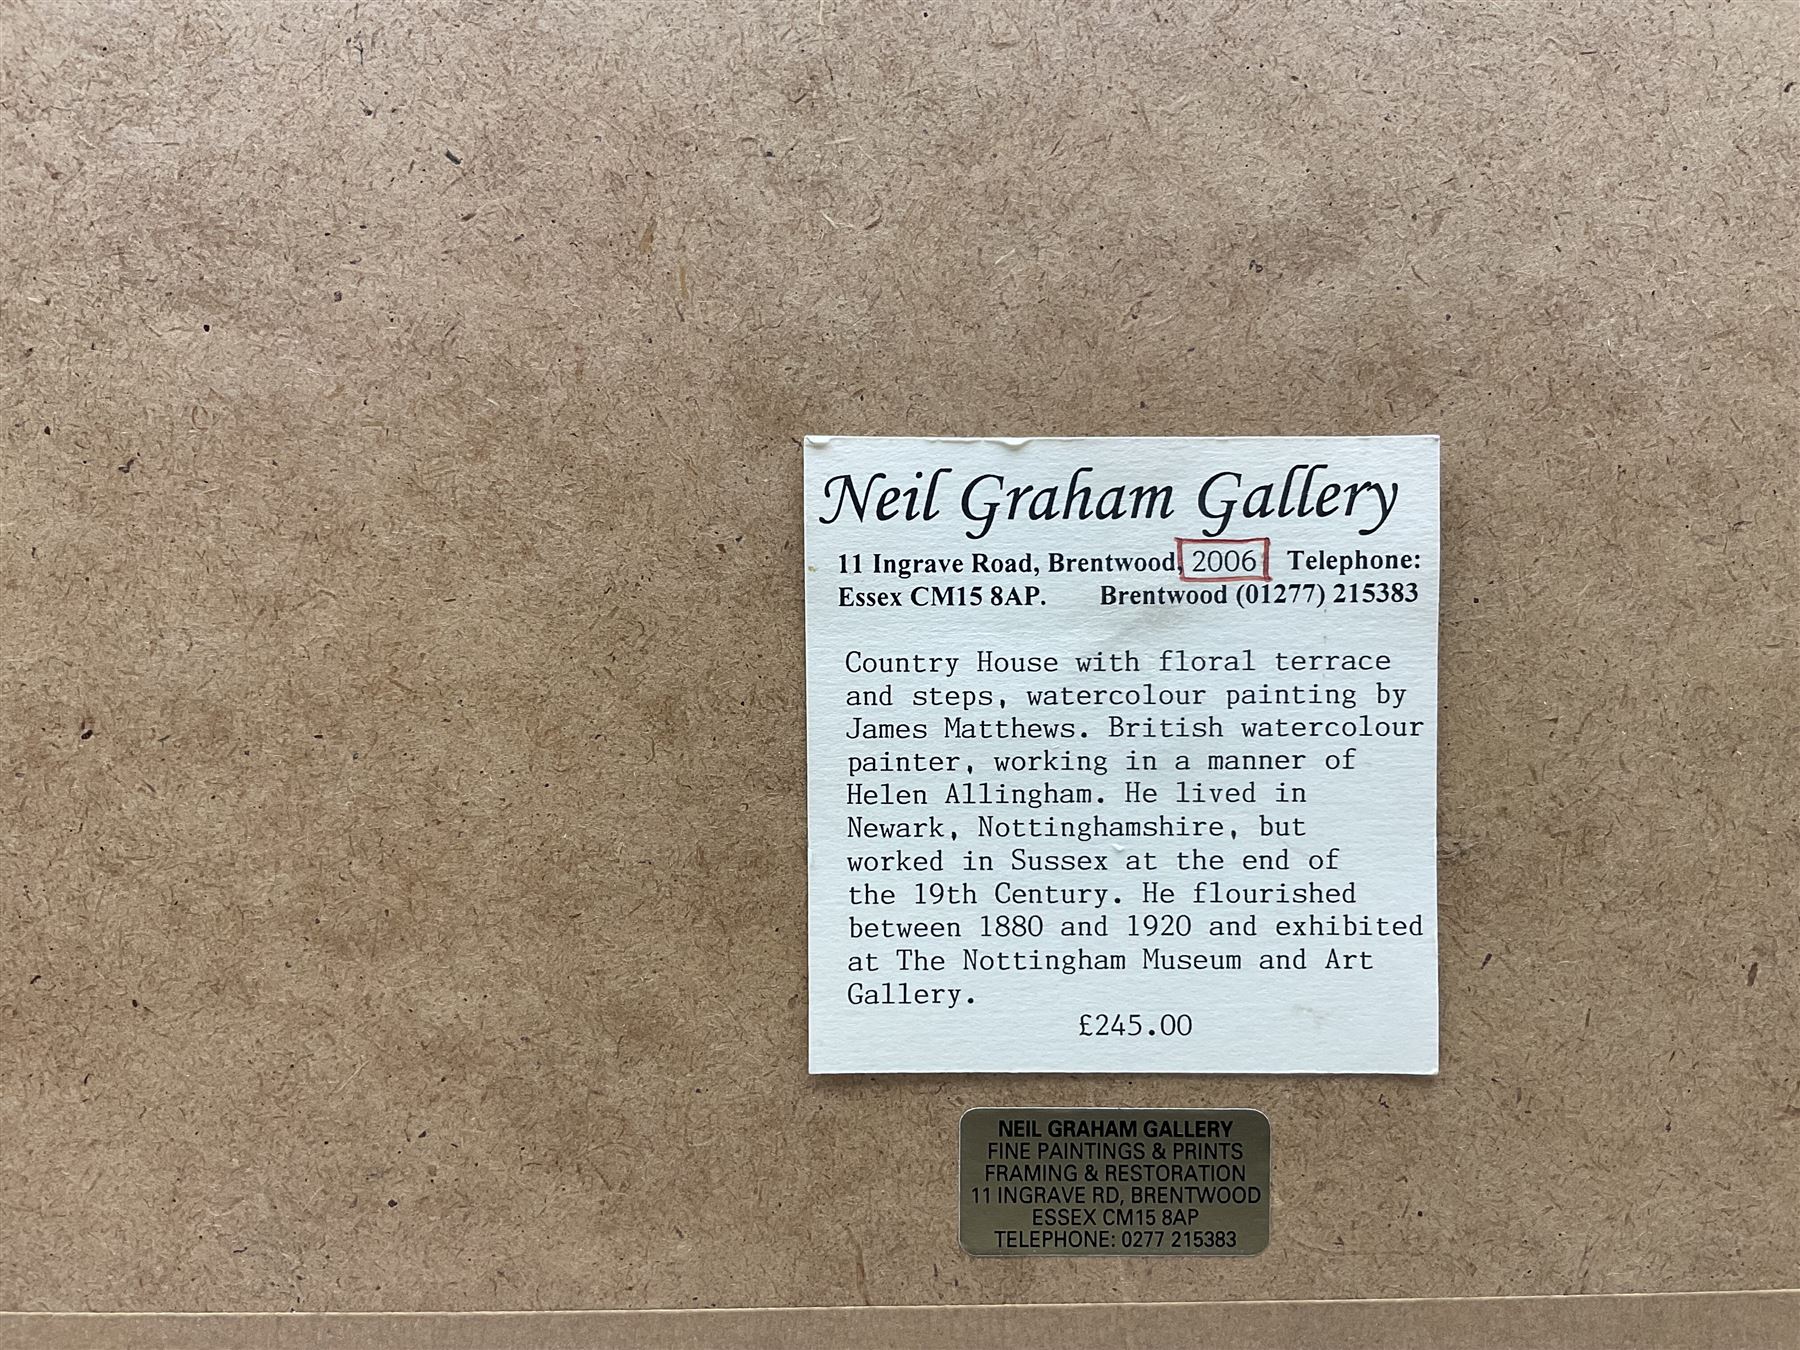 Neil Graham Gallery
11 Ingrave Road, Brentwood, 2006 Telephone:
Essex CM15 8AP. Brentwood (01277) 215383
Country House with floral terrace
and steps, watercolour painting by
James Matthews. British watercolour
painter, working in a manner of
Helen Allingham. He lived in
Newark, Nottinghamshire, but
worked in Sussex at the end of
the 19th Century. He flourished
between 1880 and 1920 and exhibited
at The Nottingham Museum and Art
Gallery.
£245.00
NEIL GRAHAM GALLERY
FINE PAINTINGS & PRINTS
FRAMING & RESTORATION
11 INGRAVE RD, BRENTWOOD
ESSEX CM15 8AP
TELEPHONE: 0277 215383